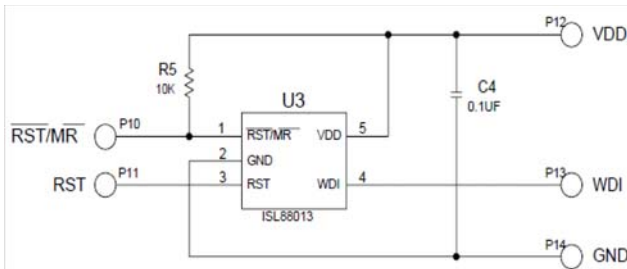 P12 VDD
R5
10K
C4
0.1UF
U3
RST/MR P10 1 RST/MR VDD 5
2 GND
RST P11 3 RST WDI 4 P13 WDI
ISL88013
P14 GND